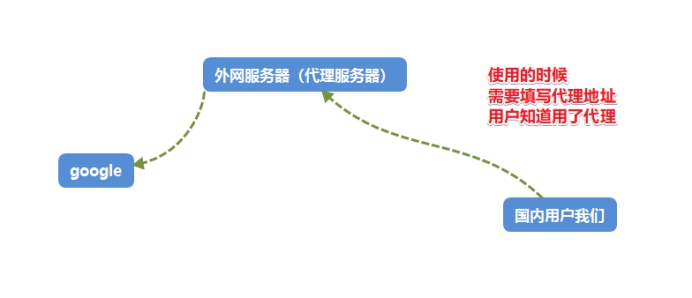 外网服务器（代理服务器）
使用的时候
需要填写代理地址
用户知道用了代理
google
国内用户我们